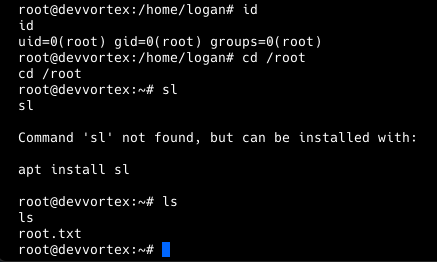 root@devvortex:/home/logan# id
id
uid=0(root) gid=0(root) groups=0(root)
root@devvortex:/home/logan# cd /root
cd /root
root@devvortex:~# sl
sl
Command 'sl' not found, but can be installed with:
apt install sl
root@devvortex:~# ls
ls
root.txt
root@devvortex:~#